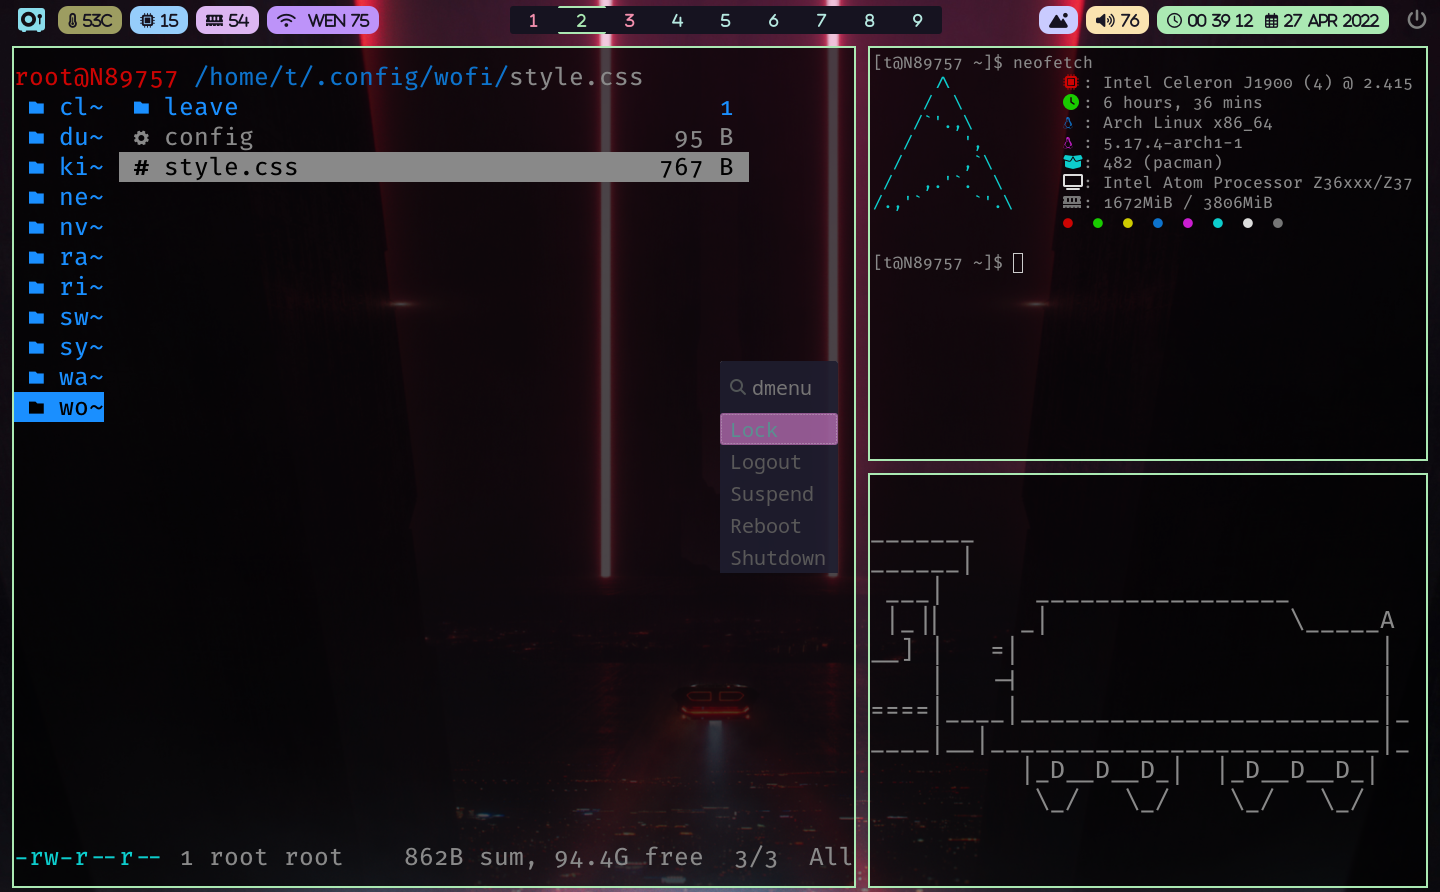 53C 15 54 WEN 75 1 2 3 4 5 6 7 8 9 76 00 39 12 27 APR 2022
root@N89757 /home/t/.config/wofi/style.css
cl~ leave 1
du~ config 95 B
ki~ # style.css 767 B
ne~
nv~
ra~
ri~
sw~
sy~
wa~
wo~
dmenu
Lock
Logout
Suspend
Reboot
Shutdown
-rw-r--r-- 1 root root 862B sum, 94.4G free 3/3 All
[t@N89757 ~]$ neofetch
: Intel Celeron J1900 (4) @ 2.415
: 6 hours, 36 mins
: Arch Linux x86_64
: 5.17.4-arch1-1
: 482 (pacman)
: Intel Atom Processor Z36xxx/Z37
: 1672MiB / 3806MiB
[t@N89757 ~]$
A
D D D D D D